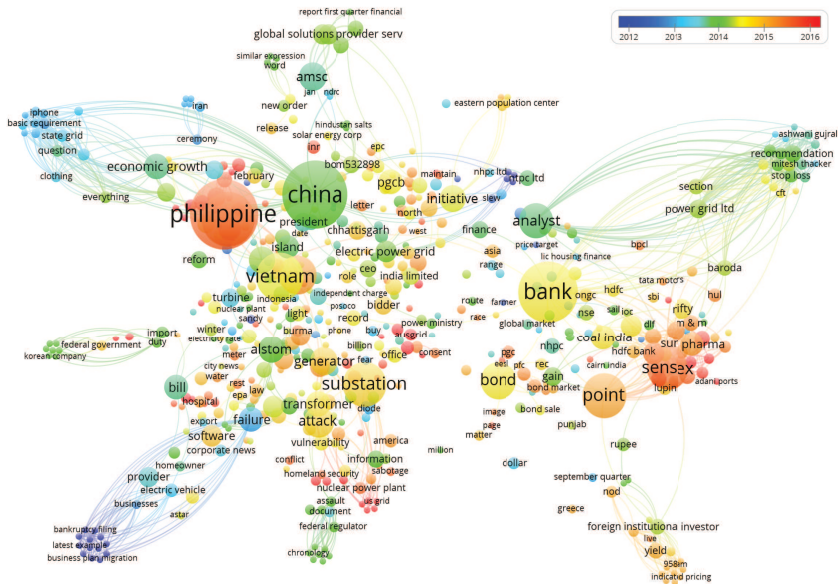 report first quarter financial
2012 2013 2014 2015 2016
global solutions provider serv
similar expression
word
amsc
jan ndrc
iran
eastern population center
new order
iphone
basic requirement
hindustan salts
release
solar energy corp
epc
ashwani gujral
state grid
ceremony
inr
recommendation
question
mitesh thacker
economic growth
february
bcm532898
maintain
nhpc ltd
ntpc ltd
stop loss
clothing
pgcb
section
cft
everything
china
letter
initiative
slew
power grid ltd
philippine
president
north
analyst
date
chhattisgarh
west
finance
island
electric power grid
price target
bpcl
reform
ceo
asia
lic housing finance
vietnam
role
india limited
range
baroda
tata motors
turbine
indonesia
independent charge
bank
ongc
hdfc
sbi
hul
nuclear plant
posoco
bidder
route
farmer
winter
sandy
light
record
race
global market
nse
sail
ioc
rifty
import
burma
phone
buy
power ministry
dlf
m & m
federal government
duty
electricity rate
ausgrid
coal india
korean company
meter
alstom
billion
office
consent
pgc
nhpc
hdfc bank
sur
pharma
city news
generator
fear
eesl
pfc
rec
cairn india
sensex
bill
water
rest
substation
bond
gain
adani ports
hospital
epa
law
bond market
lupin
transformer
diode
point
export
failure
attack
image
bond sale
software
page
punjab
corporate news
vulnerability
america
matter
rupee
homeowner
conflict
information
million
provider
homeland security
sabotage
collar
september quarter
electric vehicle
nuclear power plant
nod
businesses
assault
us grid
astar
document
greece
bankruptcy filing
federal regulator
foreign institutiona investor
latest example
live
business plan migration
chronology
yield
958im
indicatid pricing